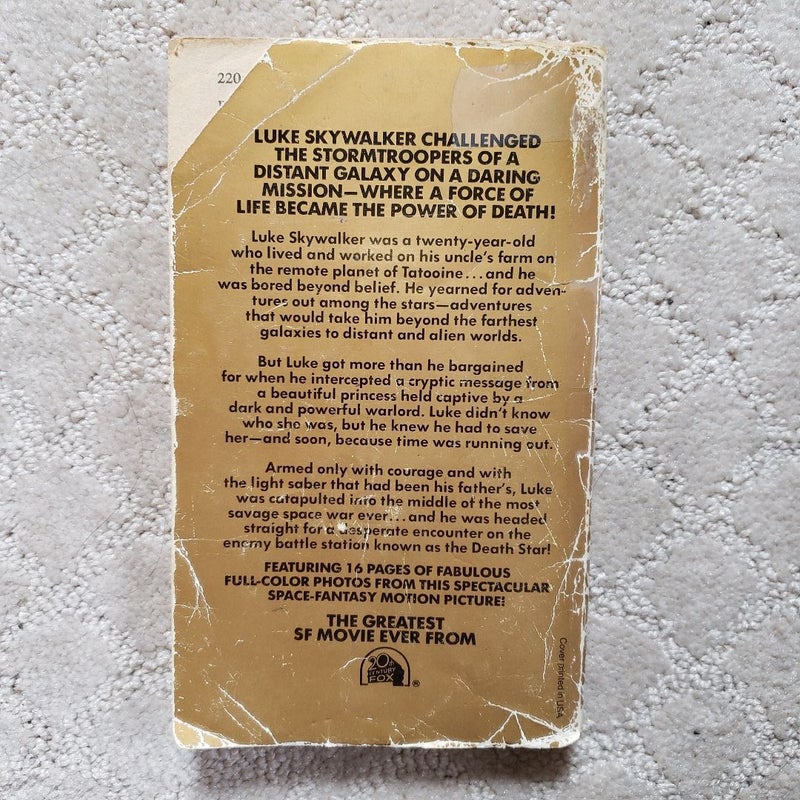 220
LUKE SKYWALKER CHALLENGED
THE STORMTROOPERS OF A
DISTANT GALAXY ON A DARING
MISSION—WHERE A FORCE OF
LIFE BECAME THE POWER OF DEATH!
Luke Skywalker was a twenty-year-old
who lived and worked on his uncle's farm on
the remote planet of Tatooine...and he
was bored beyond belief. He yearned for adven-
tures out among the stars—adventures
that would take him beyond the farthest
galaxies to distant and alien worlds.
But Luke got more than he bargained
for when he intercepted a cryptic message from
a beautiful princess held captive by a
dark and powerful warlord. Luke didn't know
who she was, but he knew he had to save
her—and soon, because time was running out.
Armed only with courage and with
the light saber that had been his father's, Luke
was catapulted into the middle of the most
savage space war ever...and he was headed
straight for a desperate encounter on the
enemy battle station known as the Death Star!
FEATURING 16 PAGES OF FABULOUS
FULL-COLOR PHOTOS FROM THIS SPECTACULAR
SPACE-FANTASY MOTION PICTURE!
THE GREATEST
SF MOVIE EVER FROM
20th
CENTURY
FOX
®
Cover printed in USA